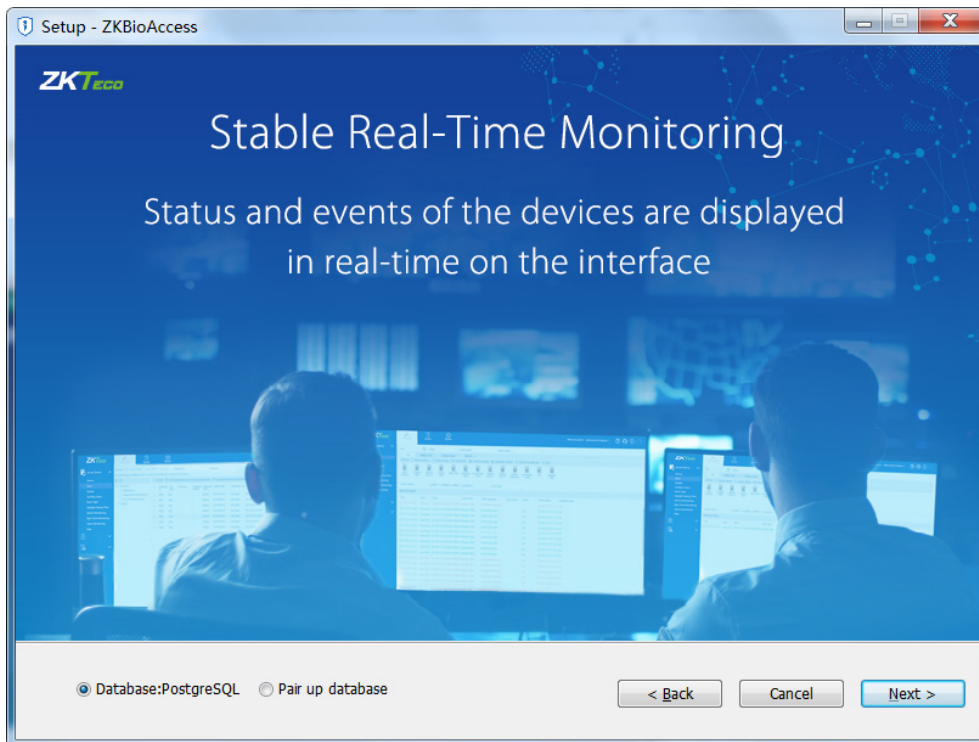 Setup - ZKBioAccess
ZKTECO
Stable Real-Time Monitoring
Status and events of the devices are displayed
in real-time on the interface
Database:PostgreSQL
Pair up database
< Back
Cancel
Next >